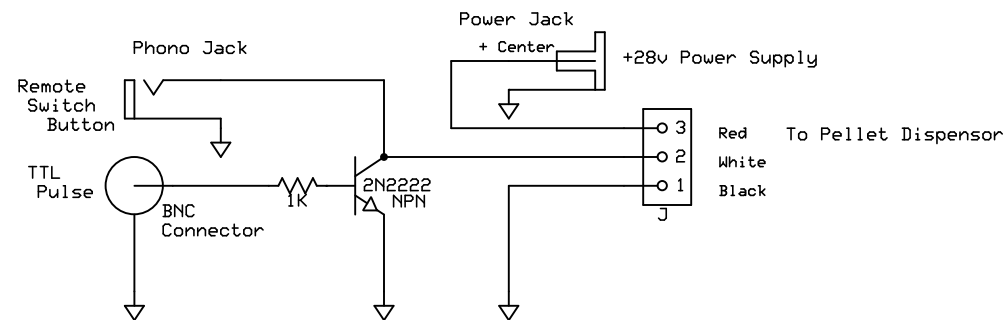 Power Jack
Phono Jack
+ Center
+28v Power Supply
Remote
Switch
Button
3 Red To Pellet Dispensor
2 White
1 Black
J
TTL
Pulse
2N2222
NPN
1K
BNC
Connector